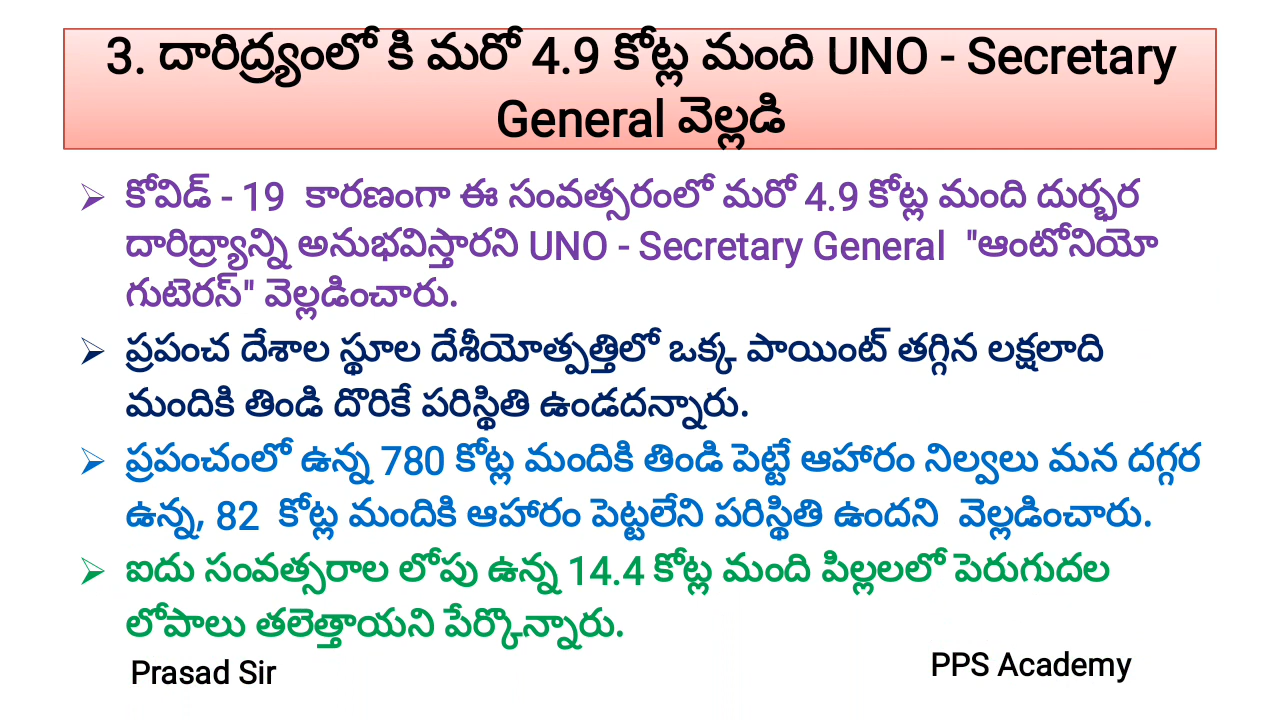 3. దారిద్ర్యంలో కి మరో 4.9 కోట్ల మంది UNO - Secretary
General వెల్లడి
➢ కోవిడ్ - 19 కారణంగా ఈ సంవత్సరంలో మరో 4.9 కోట్ల మంది దుర్భర
దారిద్ర్యాన్ని అనుభవిస్తారని UNO - Secretary General "ఆంటోనియో
గుటెరస్" వెల్లడించారు.
➢ ప్రపంచ దేశాల స్థూల దేశీయోత్పత్తిలో ఒక్క పాయింట్ తగ్గిన లక్షలాది
మందికి తిండి దొరికే పరిస్థితి ఉండదన్నారు.
➢ ప్రపంచంలో ఉన్న 780 కోట్ల మందికి తిండి పెట్టే ఆహారం నిల్వలు మన దగ్గర
ఉన్న, 82 కోట్ల మందికి ఆహారం పెట్టలేని పరిస్థితి ఉందని వెల్లడించారు.
➢ ఐదు సంవత్సరాల లోపు ఉన్న 14.4 కోట్ల మంది పిల్లలలో పెరుగుదల
లోపాలు తలెత్తాయని పేర్కొన్నారు.
Prasad Sir
PPS Academy